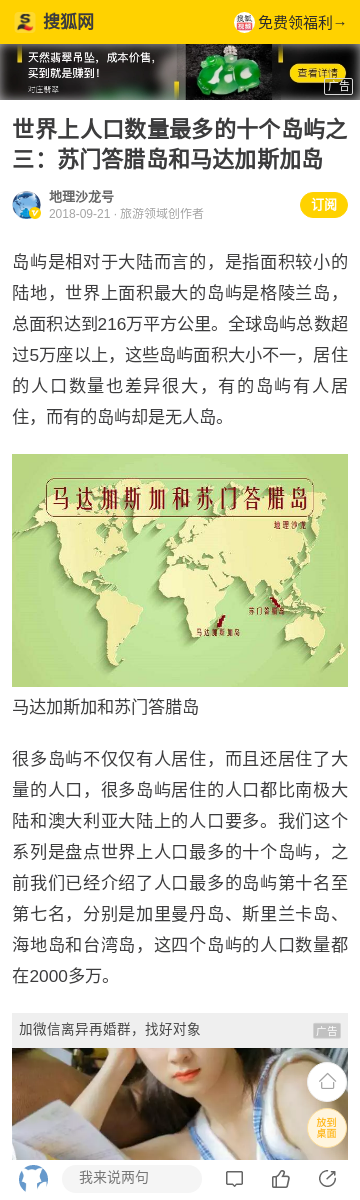 搜狐网
搜狐视频
免费领福利→
天然翡翠吊坠，成本价售，
买到就是赚到！
对庄翡翠
查看详情
广告
世界上人口数量最多的十个岛屿之
三：苏门答腊岛和马达加斯加岛
地理沙龙号
2018-09-21 · 旅游领域创作者
订阅
岛屿是相对于大陆而言的，是指面积较小的
陆地，世界上面积最大的岛屿是格陵兰岛，
总面积达到216万平方公里。全球岛屿总数超
过5万座以上，这些岛屿面积大小不一，居住
的人口数量也差异很大，有的岛屿有人居
住，而有的岛屿却是无人岛。
马达加斯加和苏门答腊岛
地理沙龙
苏门答腊岛
马达加斯加岛
马达加斯加和苏门答腊岛
很多岛屿不仅仅有人居住，而且还居住了大
量的人口，很多岛屿居住的人口都比南极大
陆和澳大利亚大陆上的人口要多。我们这个
系列是盘点世界上人口最多的十个岛屿，之
前我们已经介绍了人口最多的岛屿第十名至
第七名，分别是加里曼丹岛、斯里兰卡岛、
海地岛和台湾岛，这四个岛屿的人口数量都
在2000多万。
加微信离异再婚群，找好对象
广告
放到
桌面
我来说两句